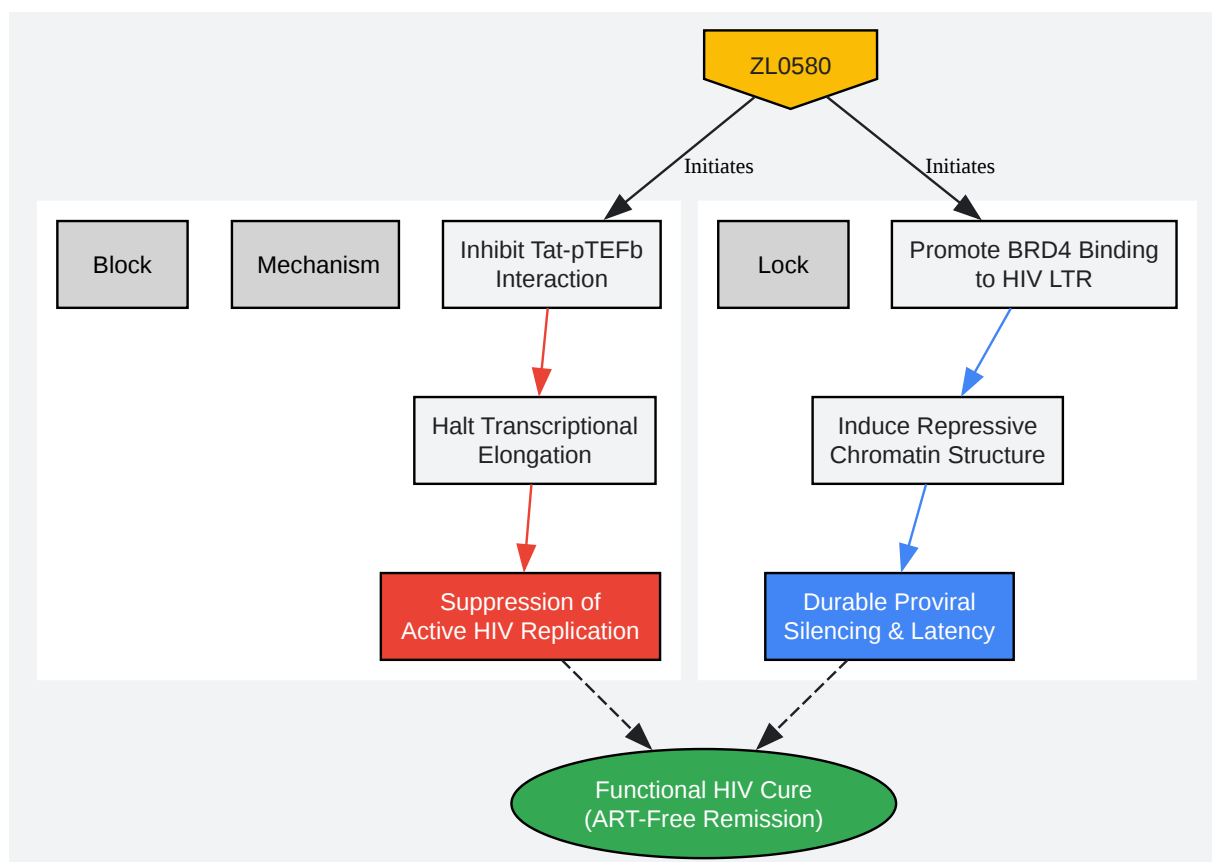 ZL0580
Initiates
Initiates
Block
Mechanism
Inhibit Tat-pTEFb
Interaction
Lock
Promote BRD4 Binding
to HIV LTR
Halt Transcriptional
Elongation
Induce Repressive
Chromatin Structure
Suppression of
Active HIV Replication
Durable Proviral
Silencing & Latency
Functional HIV Cure
(ART-Free Remission)